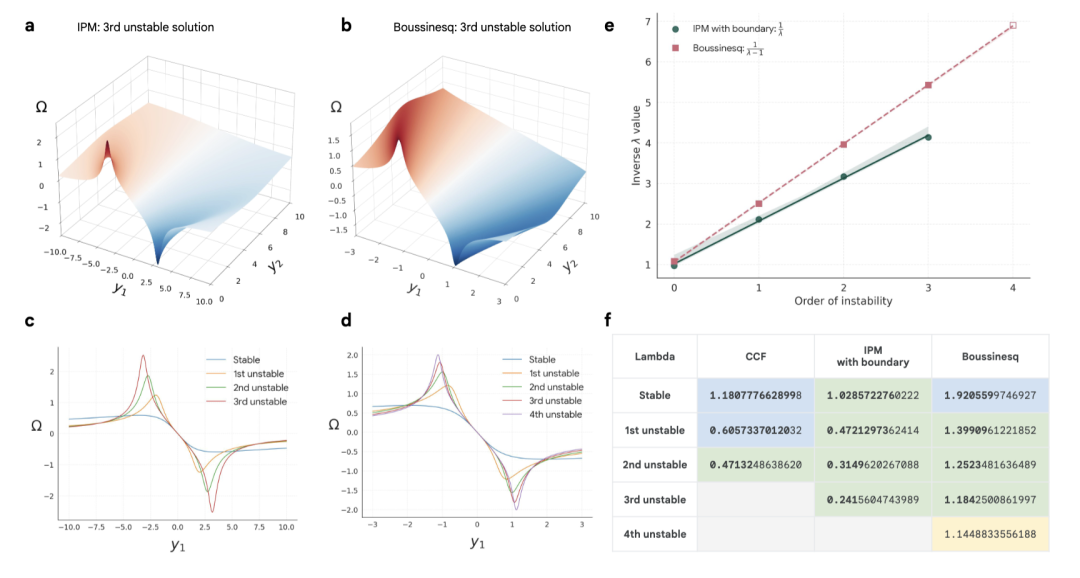 a IPM: 3rd unstable solution
Ω
2
1
0
−1
−2
−10.0
−7.5
−5.0
−2.5
0.0
2.5
5.0
7.5
10.0
y₁
0
2
4
6
8
10
y₂
b Boussinesq: 3rd unstable solution
Ω
1.5
1.0
0.5
0.0
−0.5
−1.0
−1.5
−3
−2
−1
0
1
2
3
y₁
0
2
4
6
8
10
y₂
c
Stable
1st unstable
2nd unstable
3rd unstable
Ω
2
1
0
−1
−2
−10.0 −7.5 −5.0 −2.5 0.0 2.5 5.0 7.5 10.0
y₁
d
Stable
1st unstable
2nd unstable
3rd unstable
4th unstable
Ω
2.0
1.5
1.0
0.5
0.0
−0.5
−1.0
−1.5
−2.0
−3 −2 −1 0 1 2 3
y₁
e
IPM with boundary: 1/λ
Boussinesq: 1/(λ−1)
Inverse λ value
7
6
5
4
3
2
1
0 1 2 3 4
Order of instability
f
Lambda CCF IPM with boundary Boussinesq
Stable 1.1807776628998 1.0285722760222 1.9205599746927
1st unstable 0.6057337012032 0.4721297362414 1.3990961221852
2nd unstable 0.4713248638620 0.3149620267088 1.2523481636489
3rd unstable 0.2415604743989 1.1842500861997
4th unstable 1.1448833556188